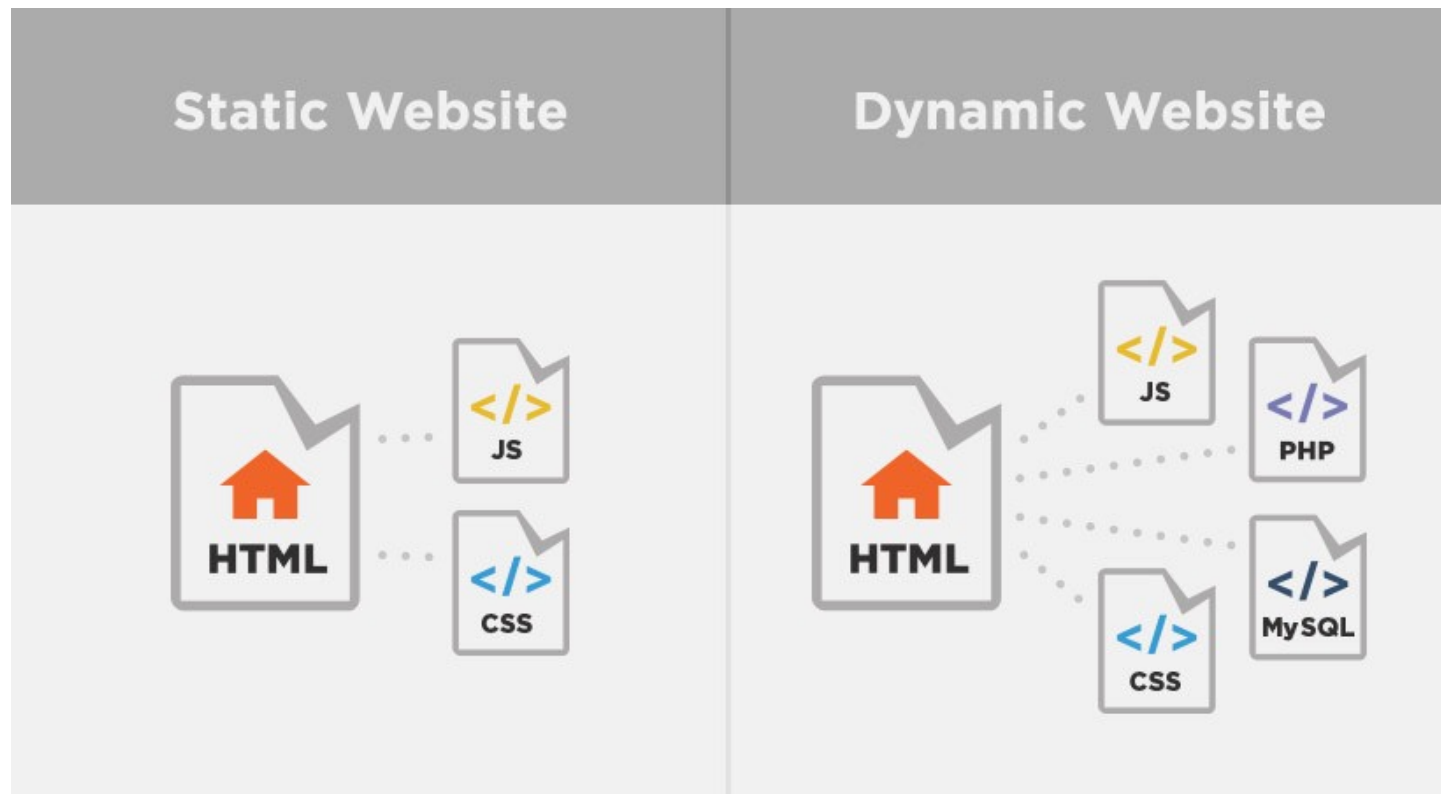 Static Website
Dynamic Website
</>
JS
HTML
</>
CSS
</>
JS
</>
PHP
HTML
</>
MySQL
</>
CSS